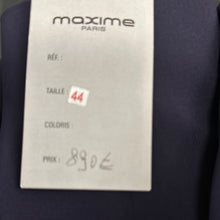 maxime
PARIS
RÉF. :
TAILLE : 44
COLORIS :
PRIX : 890€